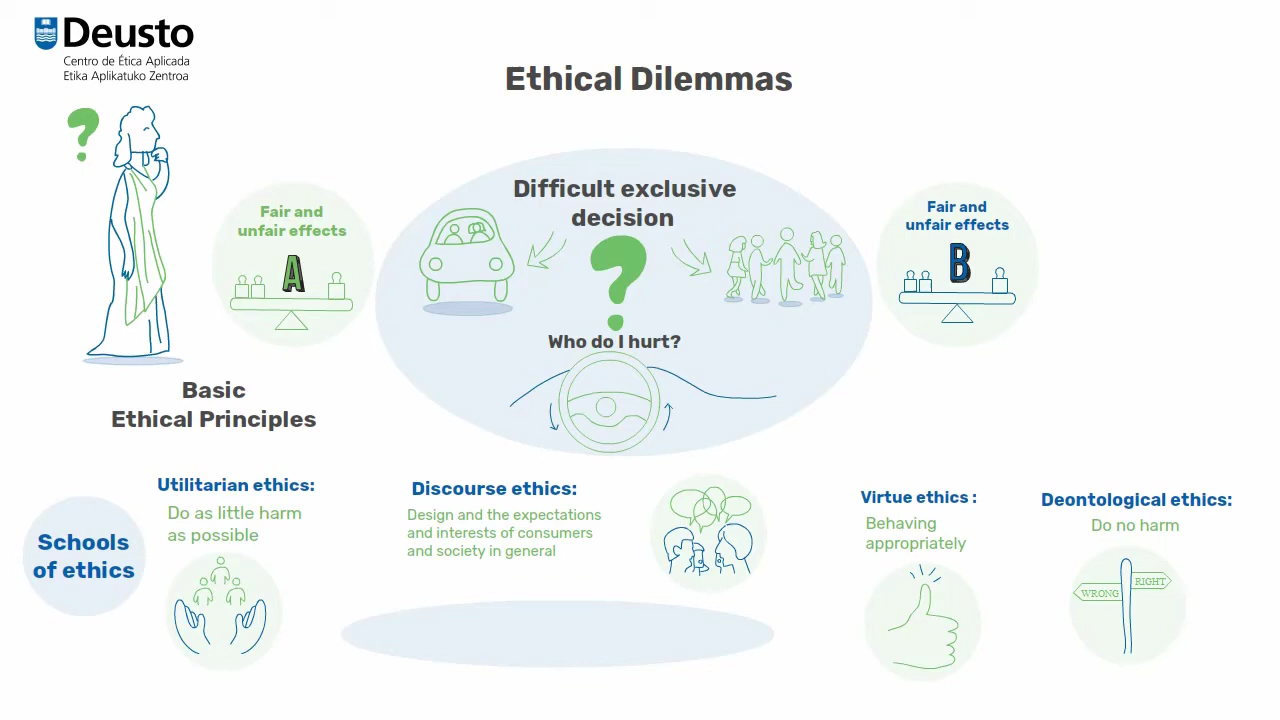 Deusto
Centro de Ética Aplicada
Etika Aplikatuko Zentroa
Ethical Dilemmas
?
Fair and
unfair effects
A
Difficult exclusive
decision
?
Who do I hurt?
Fair and
unfair effects
B
Basic
Ethical Principles
Schools
of ethics
Utilitarian ethics:
Do as little harm
as possible
Discourse ethics:
Design and the expectations
and interests of consumers
and society in general
Virtue ethics :
Behaving
appropriately
Deontological ethics:
Do no harm
WRONG
RIGHT